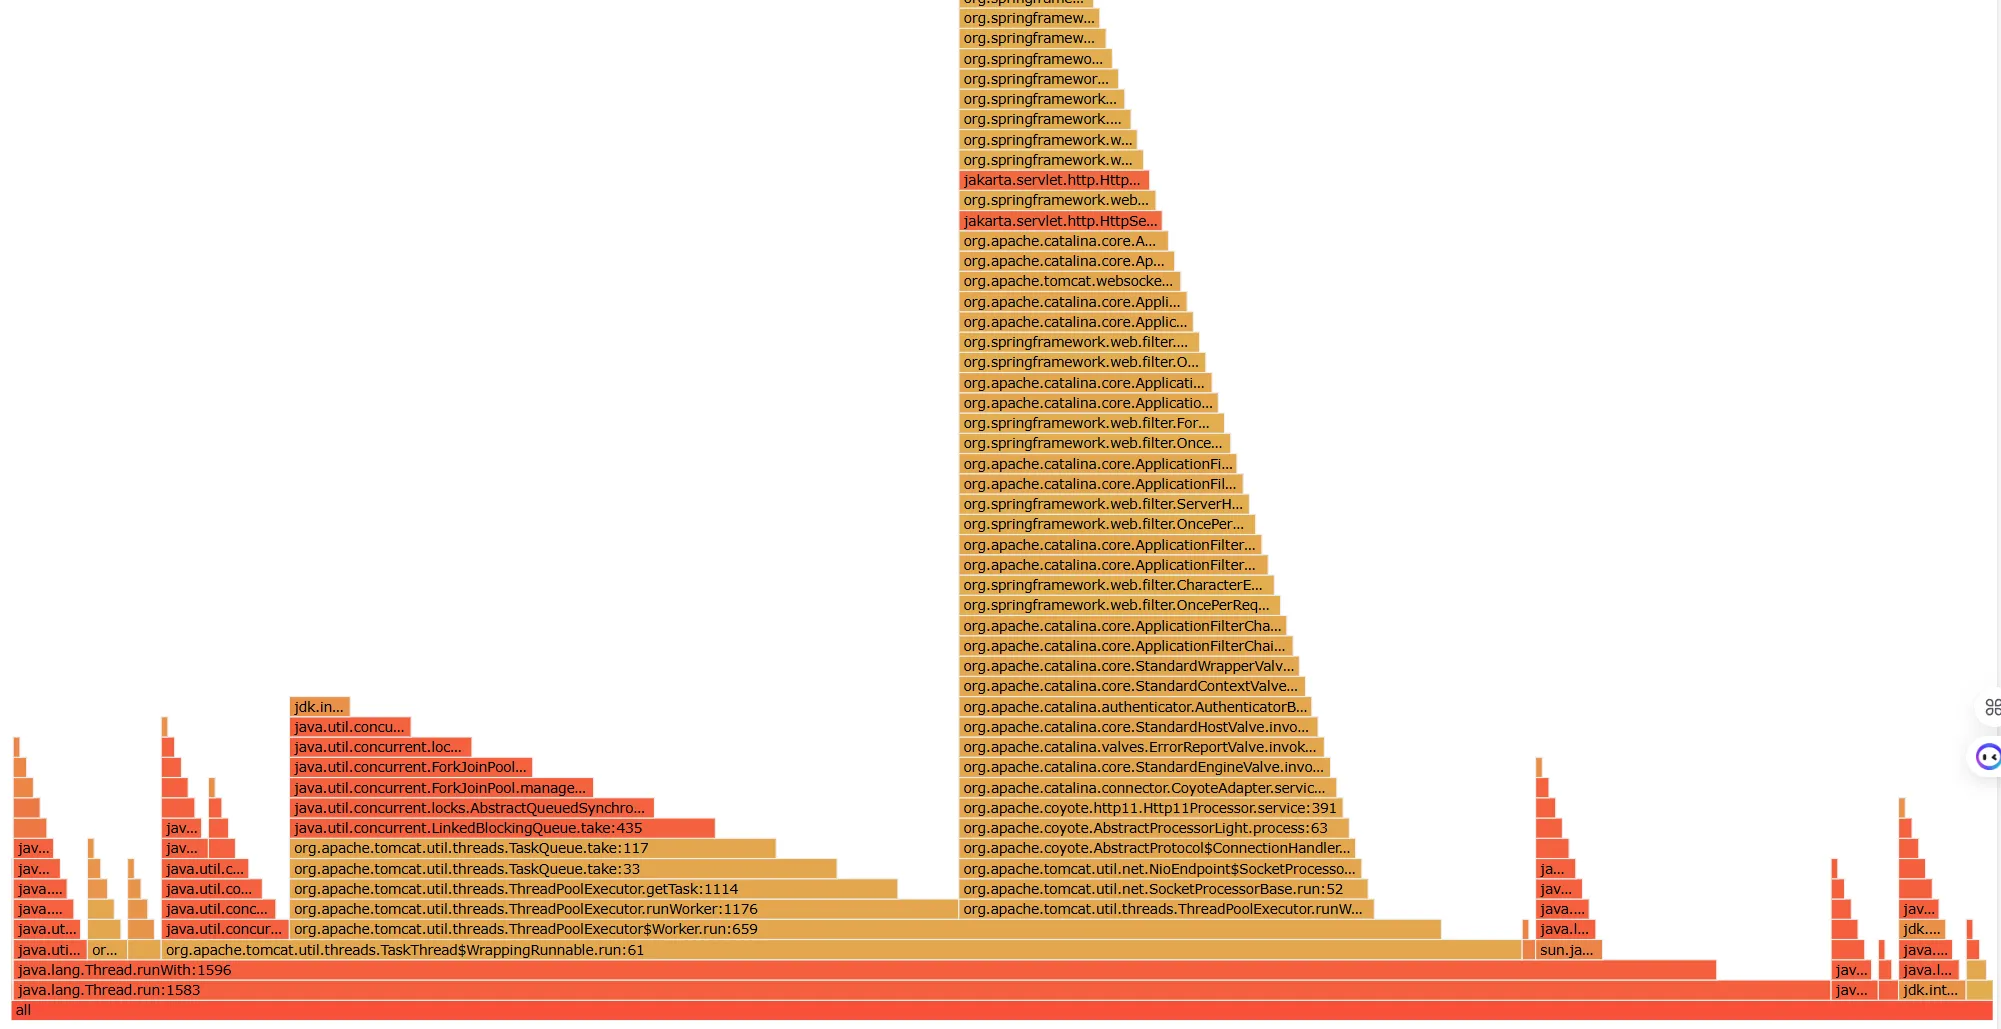 org.springframe...
org.springframew...
org.springframew...
org.springframewo...
org.springframewor...
org.springframework...
org.springframework....
org.springframework.w...
org.springframework.w...
jakarta.servlet.http.Http...
org.springframework.web...
jakarta.servlet.http.HttpSe...
org.apache.catalina.core.A...
org.apache.catalina.core.Ap...
org.apache.tomcat.websocke...
org.apache.catalina.core.Appli...
org.apache.catalina.core.Applic...
org.springframework.web.filter....
org.springframework.web.filter.O...
org.apache.catalina.core.Applicati...
org.apache.catalina.core.Applicatio...
org.springframework.web.filter.For...
org.springframework.web.filter.Once...
org.apache.catalina.core.ApplicationFi...
org.apache.catalina.core.ApplicationFil...
org.springframework.web.filter.ServerH...
org.springframework.web.filter.OncePer...
org.apache.catalina.core.ApplicationFilter...
org.apache.catalina.core.ApplicationFilter...
org.springframework.web.filter.CharacterE...
org.springframework.web.filter.OncePerReq...
org.apache.catalina.core.ApplicationFilterCha...
org.apache.catalina.core.ApplicationFilterChai...
org.apache.catalina.core.StandardWrapperValv...
org.apache.catalina.core.StandardContextValve...
jdk.in... org.apache.catalina.authenticator.AuthenticatorB...
java.util.concu... org.apache.catalina.core.StandardHostValve.invo...
java.util.concurrent.loc... org.apache.catalina.valves.ErrorReportValve.invok...
java.util.concurrent.ForkJoinPool... org.apache.catalina.core.StandardEngineValve.invo...
java.util.concurrent.ForkJoinPool.manage... org.apache.catalina.connector.CoyoteAdapter.servic...
java.util.concurrent.locks.AbstractQueuedSynchro... org.apache.coyote.http11.Http11Processor.service:391
jav... java.util.concurrent.LinkedBlockingQueue.take:435 org.apache.coyote.AbstractProcessorLight.process:63
jav... jav... org.apache.tomcat.util.threads.TaskQueue.take:117 org.apache.coyote.AbstractProtocol$ConnectionHandler...
jav... java.util.c... org.apache.tomcat.util.threads.TaskQueue.take:33 org.apache.tomcat.util.net.NioEndpoint$SocketProcesso... ja...
java.... java.util.co... org.apache.tomcat.util.threads.ThreadPoolExecutor.getTask:1114 org.apache.tomcat.util.net.SocketProcessorBase.run:52 jav...
java.... java.util.conc... org.apache.tomcat.util.threads.ThreadPoolExecutor.runWorker:1176 org.apache.tomcat.util.threads.ThreadPoolExecutor.runW... java.... jav...
java.ut... java.util.concur... org.apache.tomcat.util.threads.ThreadPoolExecutor$Worker.run:659 java.l... jdk....
java.uti... or... org.apache.tomcat.util.threads.TaskThread$WrappingRunnable.run:61 sun.ja... java....
java.lang.Thread.runWith:1596 jav... java.l...
java.lang.Thread.run:1583 jav... jdk.int...
all